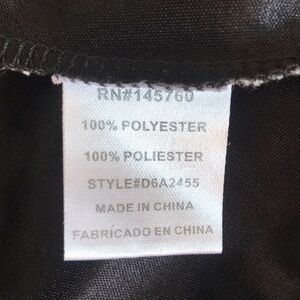 RN#145760
100% POLYESTER
100% POLIESTER
STYLE#D6A2455
MADE IN CHINA
FABRICADO EN CHINA